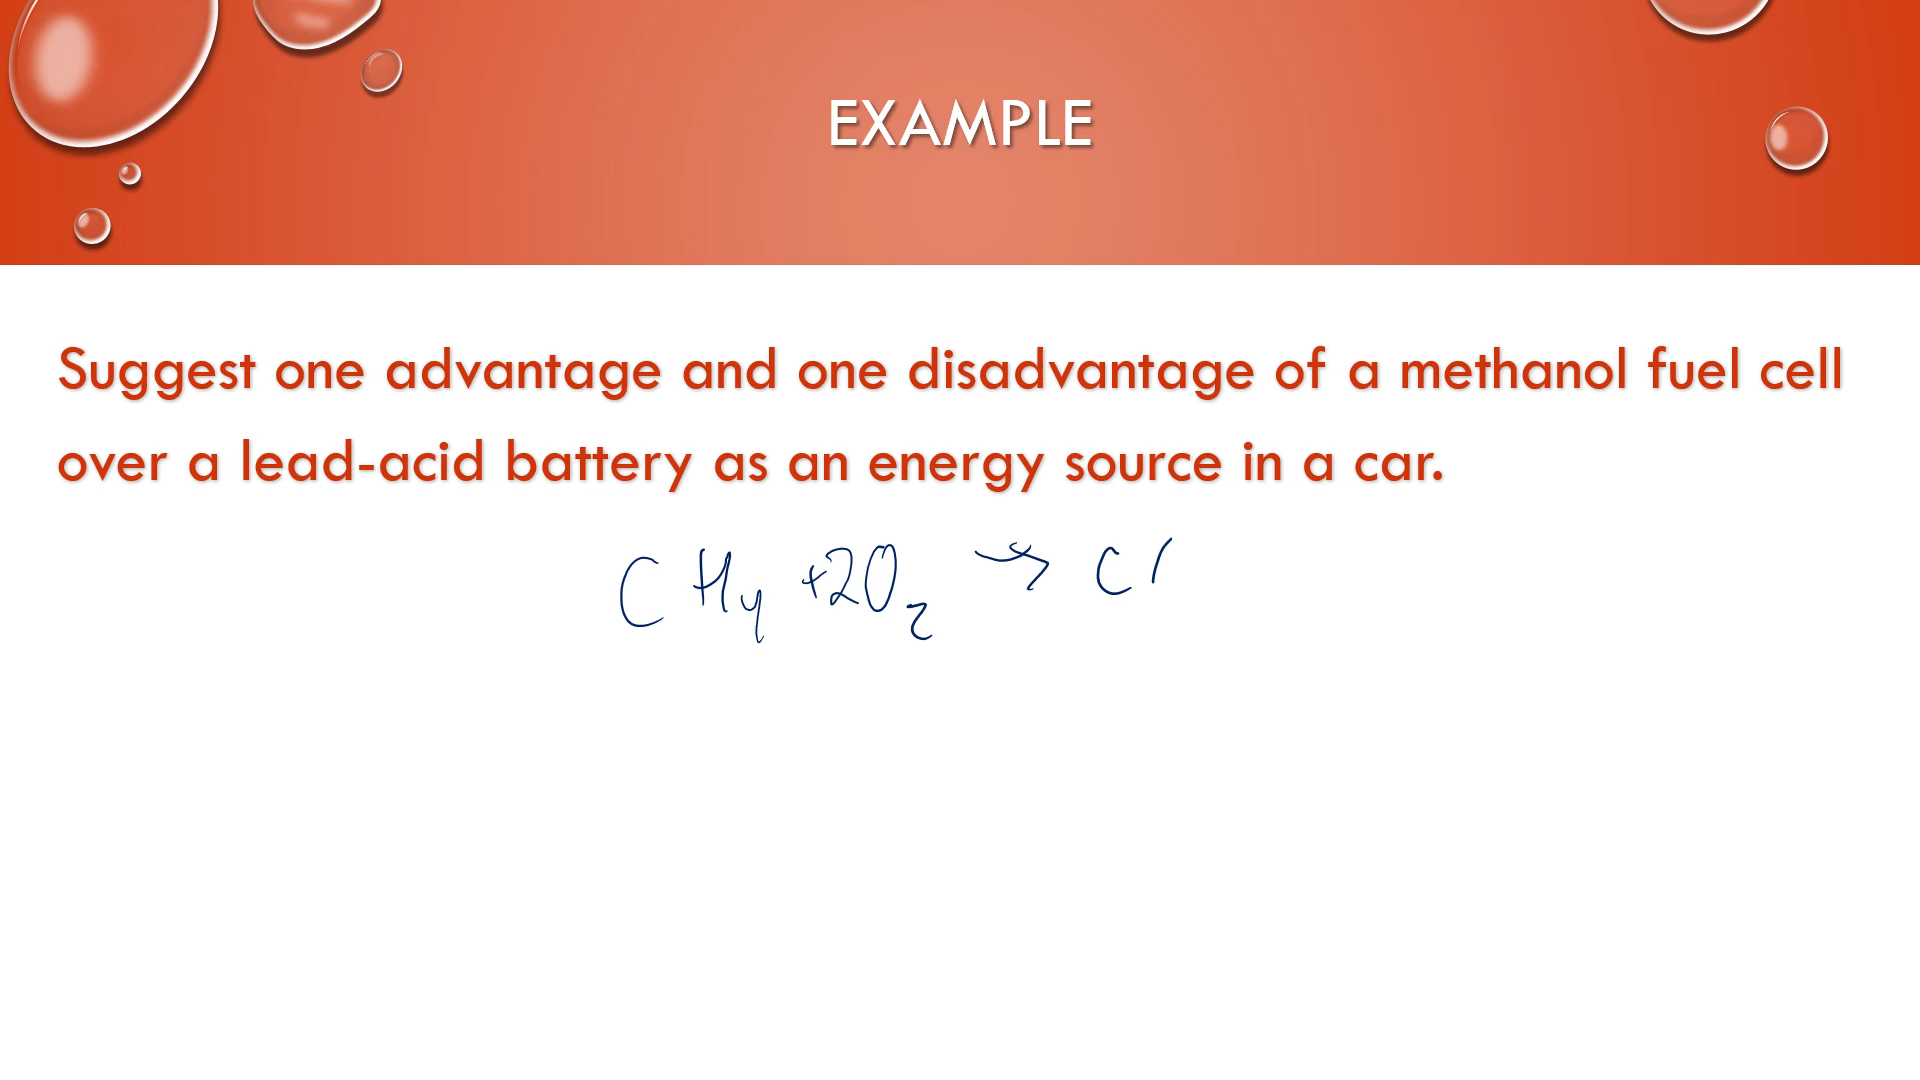 EXAMPLE
Suggest one advantage and one disadvantage of a methanol fuel cell
over a lead-acid battery as an energy source in a car.
CH₄ +2O₂ → C